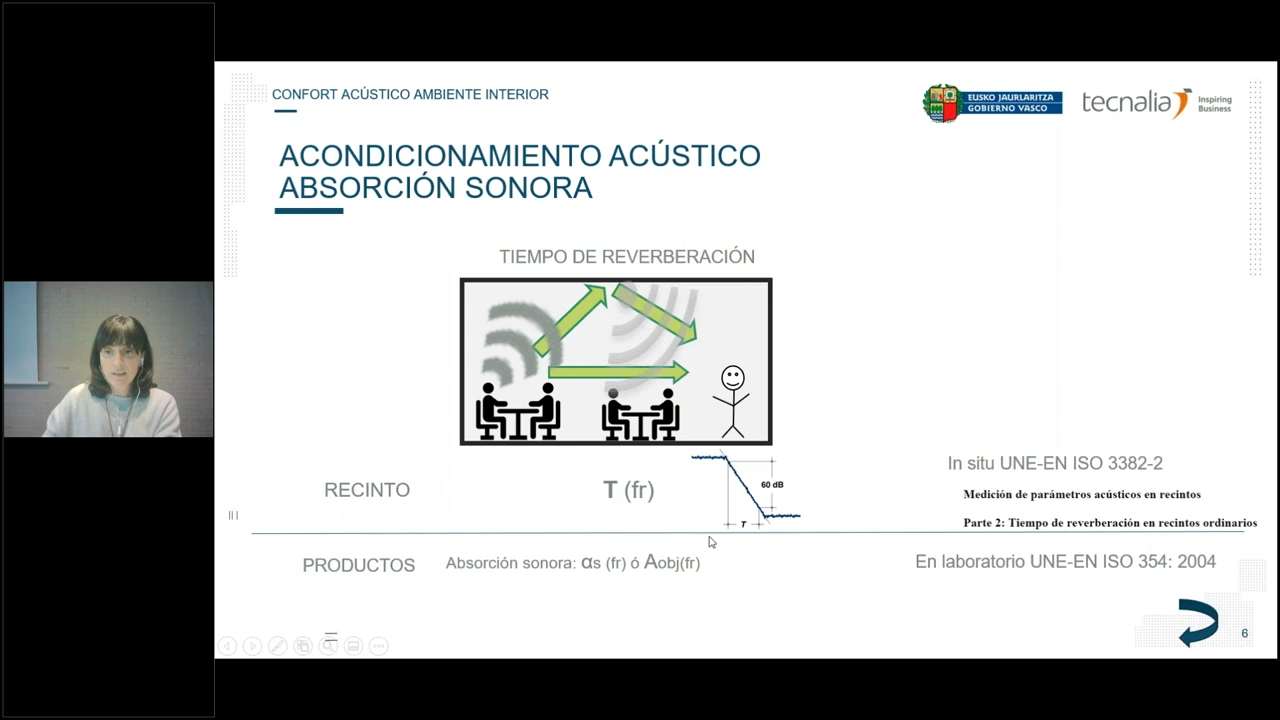 CONFORT ACÚSTICO AMBIENTE INTERIOR
EUSKO JAURLARITZA
GOBIERNO VASCO
tecnalia
Inspiring
Business
ACONDICIONAMIENTO ACÚSTICO
ABSORCIÓN SONORA
TIEMPO DE REVERBERACIÓN
In situ UNE-EN ISO 3382-2
RECINTO
T (fr)
60 dB
T
Medición de parámetros acústicos en recintos
Parte 2: Tiempo de reverberación en recintos ordinarios
PRODUCTOS
Absorción sonora: αs (fr) ó Aobj(fr)
En laboratorio UNE-EN ISO 354: 2004
6